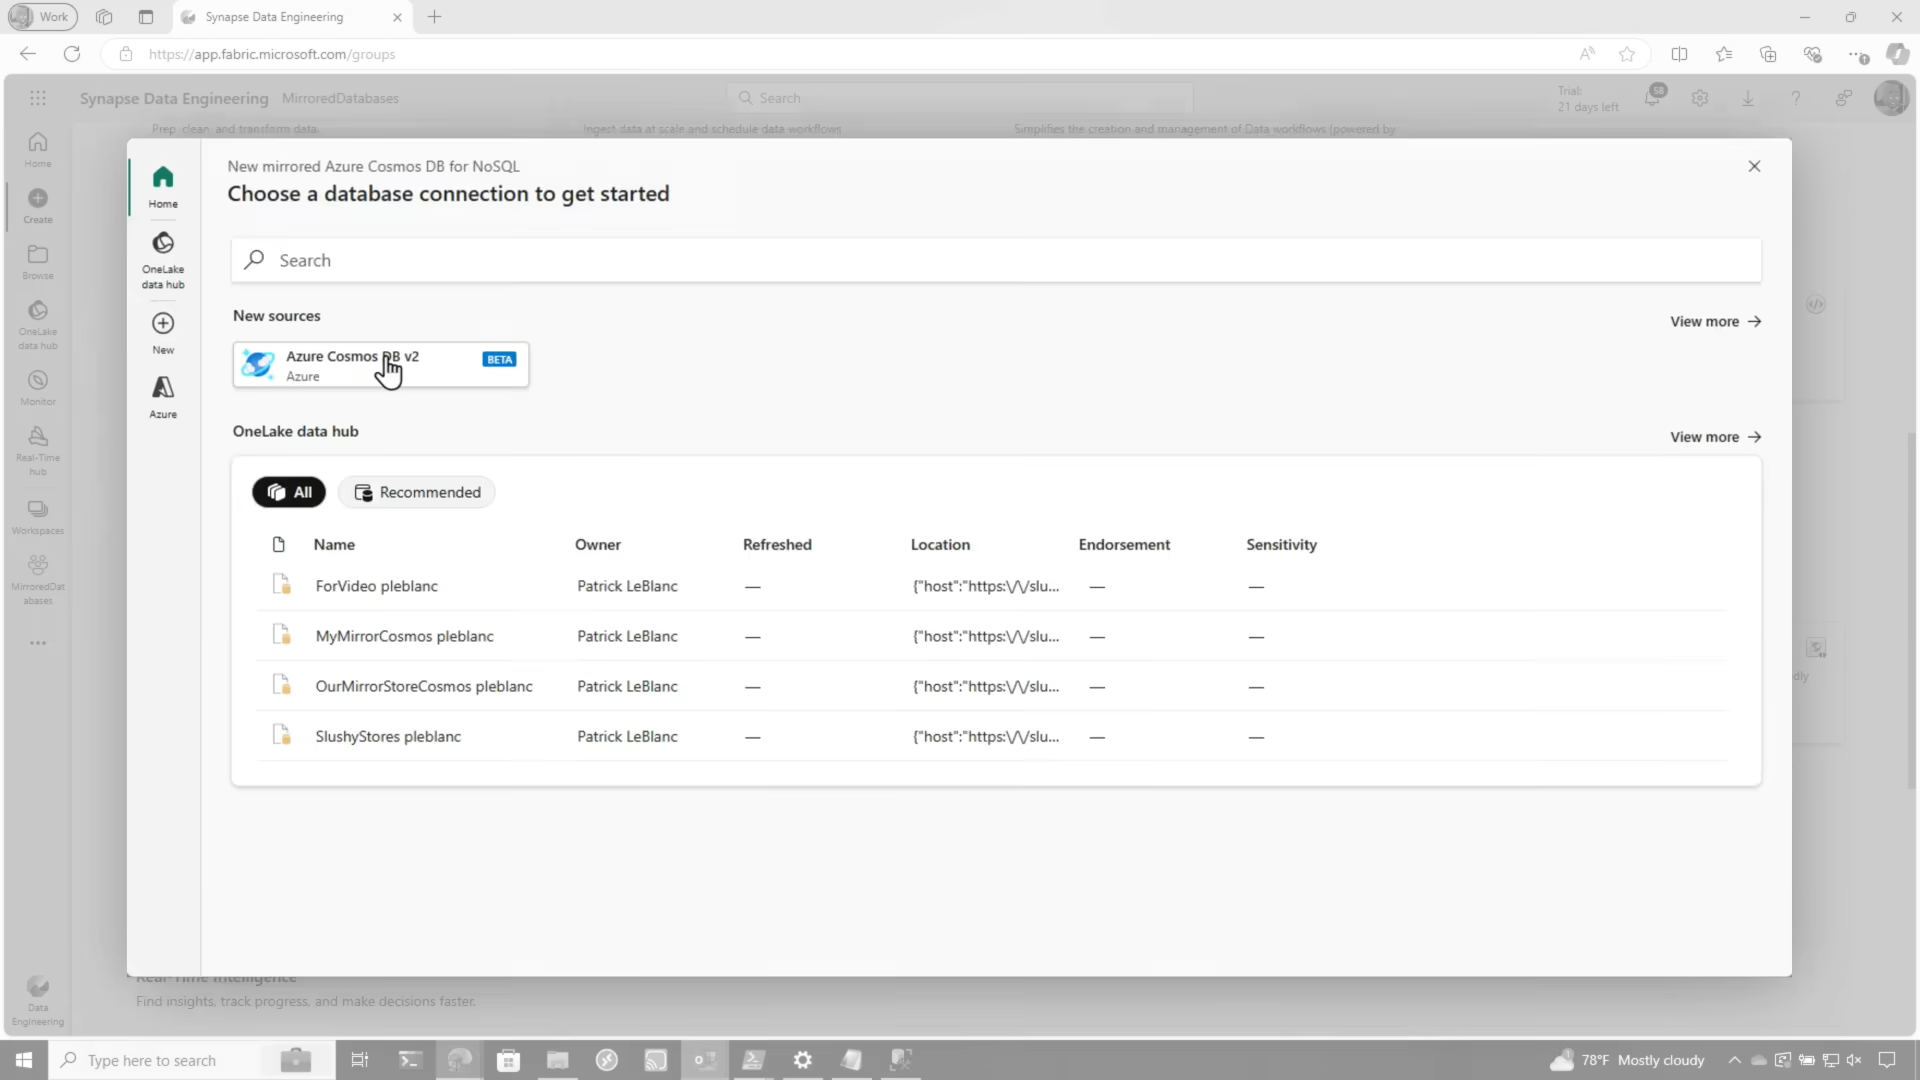 Work
Synapse Data Engineering
https://app.fabric.microsoft.com/groups
Synapse Data Engineering MirroredDatabases
Search
Trial:
21 days left
58
Prep, clean, and transform data.
Ingest data at scale and schedule data workflows
Simplifies the creation and management of Data workflows (powered by
Home
Create
Browse
OneLake
data hub
Monitor
Real-Time
hub
Workspaces
MirroredDat
abases
Data
Engineering
Home
OneLake
data hub
New
Azure
New mirrored Azure Cosmos DB for NoSQL
Choose a database connection to get started
Search
New sources
View more
Azure Cosmos DB v2
BETA
Azure
OneLake data hub
View more
All
Recommended
Name Owner Refreshed Location Endorsement Sensitivity
ForVideo pleblanc Patrick LeBlanc — {"host":"https:\/\/slu... — —
MyMirrorCosmos pleblanc Patrick LeBlanc — {"host":"https:\/\/slu... — —
OurMirrorStoreCosmos pleblanc Patrick LeBlanc — {"host":"https:\/\/slu... — —
SlushyStores pleblanc Patrick LeBlanc — {"host":"https:\/\/slu... — —
dly
Real-Time Intelligence
Find insights, track progress, and make decisions faster.
Type here to search
78°F Mostly cloudy